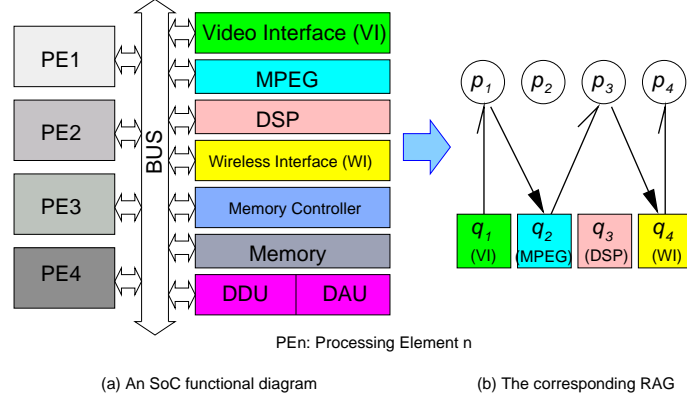 PE1
PE2
PE3
PE4
BUS
Video Interface (VI)
MPEG
DSP
Wireless Interface (WI)
Memory Controller
Memory
DDU DAU
PEn: Processing Element n
(a) An SoC functional diagram
p1 p2 p3 p4
q1 q2 q3 q4
(VI) (MPEG) (DSP) (WI)
(b) The corresponding RAG